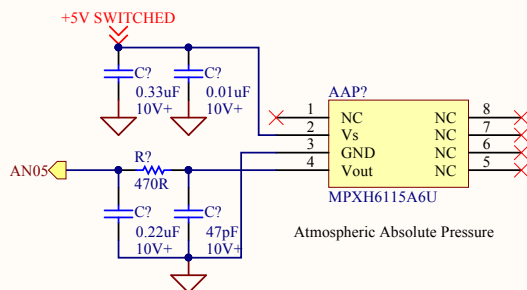 +5V SWITCHED
C?
0.33uF
10V+
C?
0.01uF
10V+
AAP?
1 NC NC 8
2 Vs NC 7
3 GND NC 6
4 Vout NC 5
MPXH6115A6U
AN05
R?
470R
C?
0.22uF
10V+
C?
47pF
10V+
Atmospheric Absolute Pressure